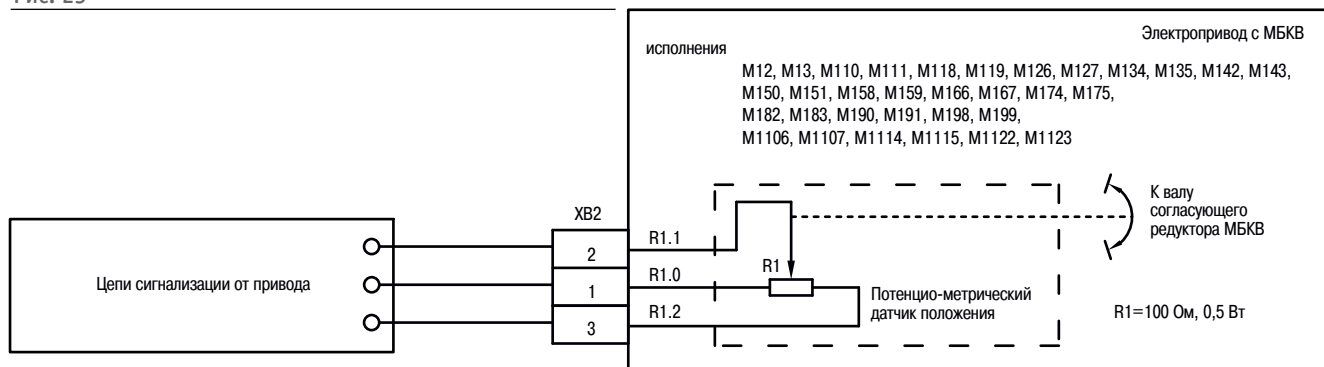 Рис. 25
Электропривод с МБКВ
исполнения
М12, М13, М110, М111, М118, М119, М126, М127, М134, М135, М142, М143,
М150, М151, М158, М159, М166, М167, М174, М175,
М182, М183, М190, М191, М198, М199,
М1106, М1107, М1114, М1115, М1122, М1123
К валу
согласующего
редуктора МБКВ
ХВ2
2
R1.1
Цепи сигнализации от привода
1
R1.0
R1
3
R1.2
Потенцио-метрический
датчик положения
R1=100 Ом, 0,5 Вт